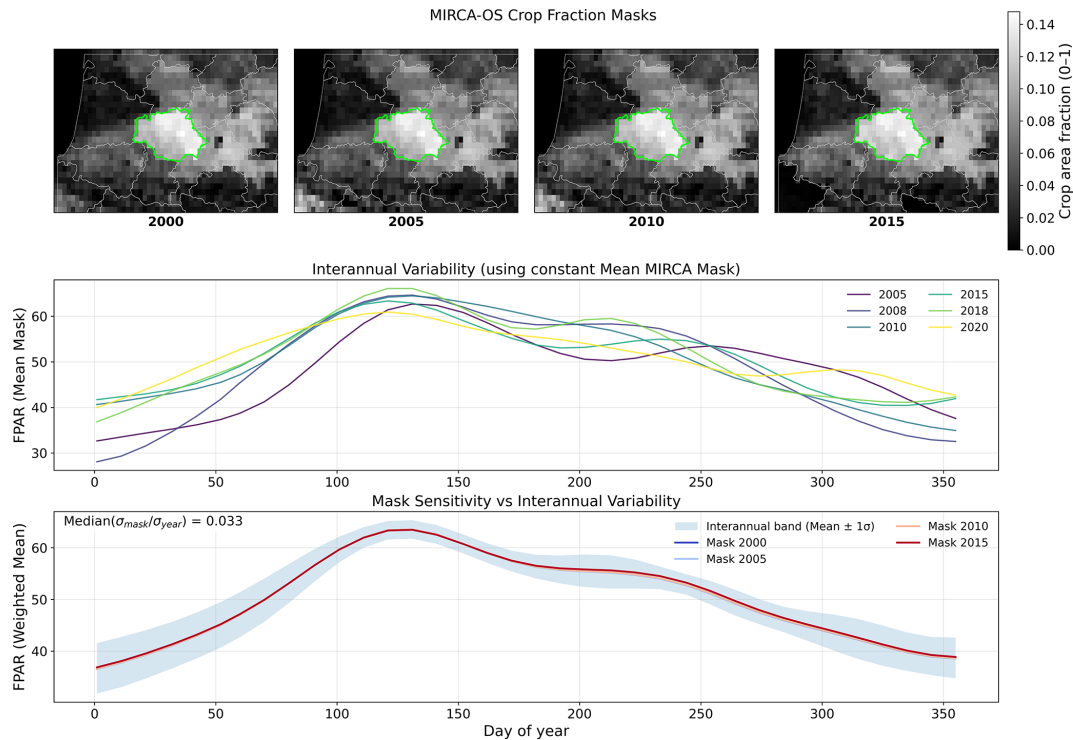 MIRCA-OS Crop Fraction Masks
2000
2005
2010
2015
0.14
0.12
0.10
0.08
0.06
0.04
0.02
0.00
Crop area fraction (0–1)
Interannual Variability (using constant Mean MIRCA Mask)
FPAR (Mean Mask)
60
50
40
30
2005
2008
2010
2015
2018
2020
0 50 100 150 200 250 300 350
Mask Sensitivity vs Interannual Variability
Median(σmask/σyear) = 0.033
FPAR (Weighted Mean)
60
50
40
Interannual band (Mean ± 1σ)
Mask 2000
Mask 2005
Mask 2010
Mask 2015
0 50 100 150 200 250 300 350
Day of year